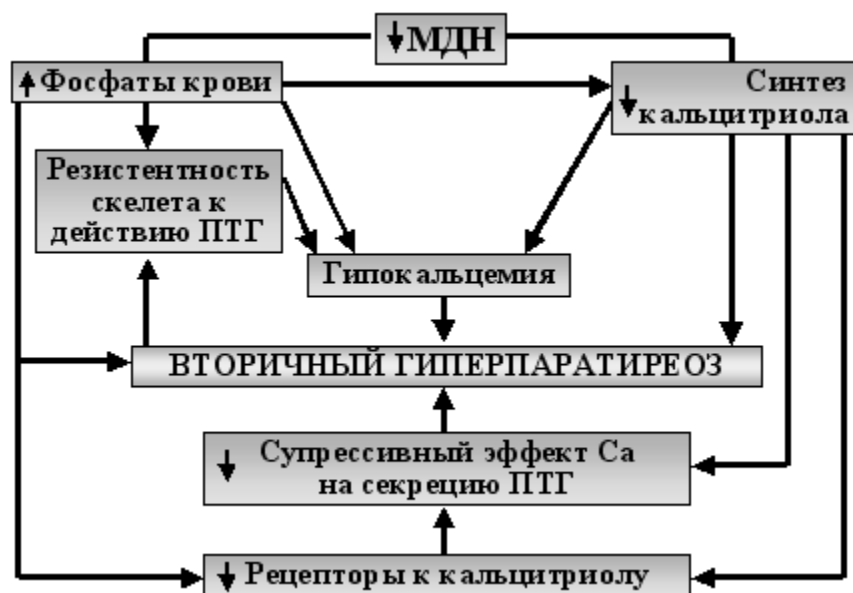 ↓МДН
↑Фосфаты крови
↓Синтез
кальцитриола
Резистентность
скелета к
действию ПТГ
Гипокальцемия
ВТОРИЧНЫЙ ГИПЕРПАРАТИРЕОЗ
↓Супрессивный эффект Са
на секрецию ПТГ
↓Рецепторы к кальцитриолу